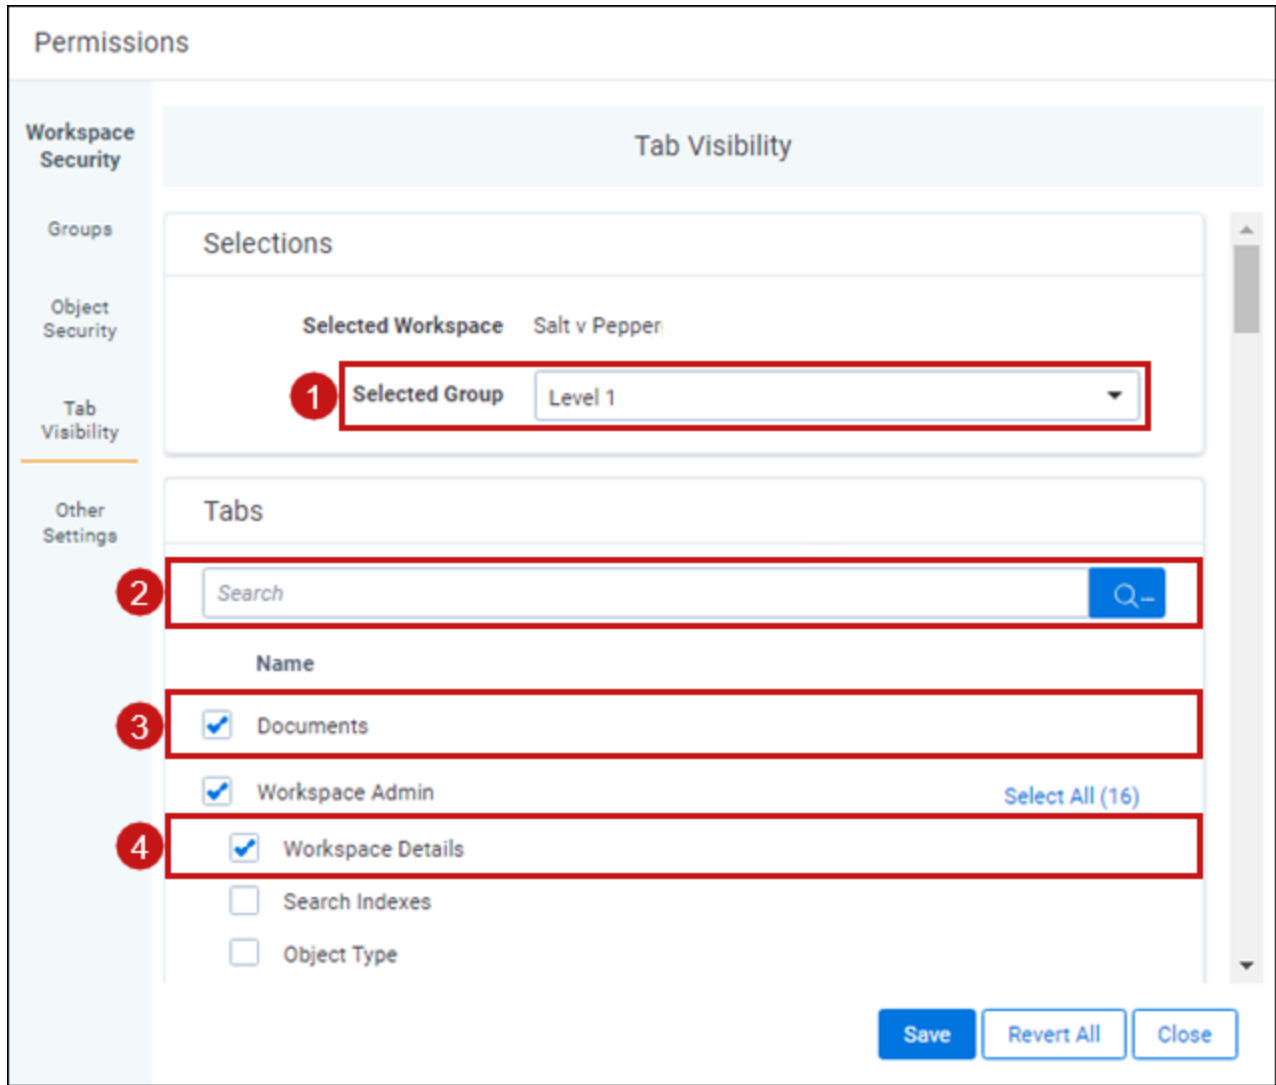 Permissions
Workspace
Security
Groups
Object
Security
Tab
Visibility
Other
Settings
Tab Visibility
Selections
Selected Workspace Salt v Pepper
1 Selected Group Level 1
Tabs
2 Search
...
Name
3 Documents
Workspace Admin Select All (16)
4 Workspace Details
Search Indexes
Object Type
Save Revert All Close